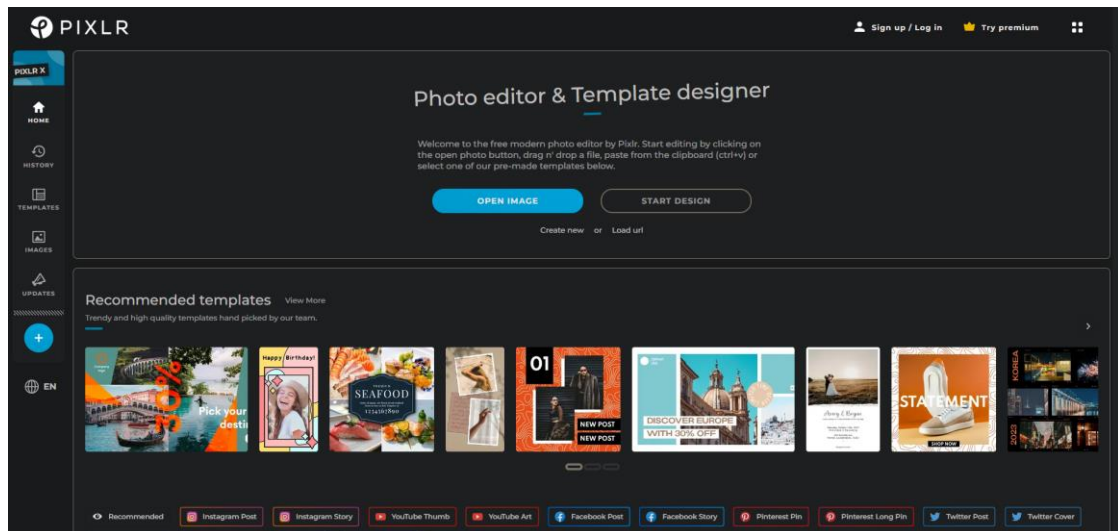 PIXLR
Sign up / Log in
Try premium
PIXLR X
HOME
HISTORY
TEMPLATES
IMAGES
UPDATES
+
EN
Photo editor & Template designer
Welcome to the free modern photo editor by Pixlr. Start editing by clicking on
the open photo button, drag n' drop a file, paste from the clipboard (ctrl+v) or
select one of our pre-made templates below.
OPEN IMAGE
START DESIGN
Create new or Load url
Recommended templates View More
Trendy and high quality templates hand picked by our team.
30%
Pick your
desti
Happy Birthday!
SEAFOOD
1234567890
01
NEW POST
NEW POST
DISCOVER EUROPE
WITH 30% OFF
STATEMENT
SHOP NOW
KOREA
2023
Recommended
Instagram Post
Instagram Story
YouTube Thumb
YouTube Art
Facebook Post
Facebook Story
Pinterest Pin
Pinterest Long Pin
Twitter Post
Twitter Cover